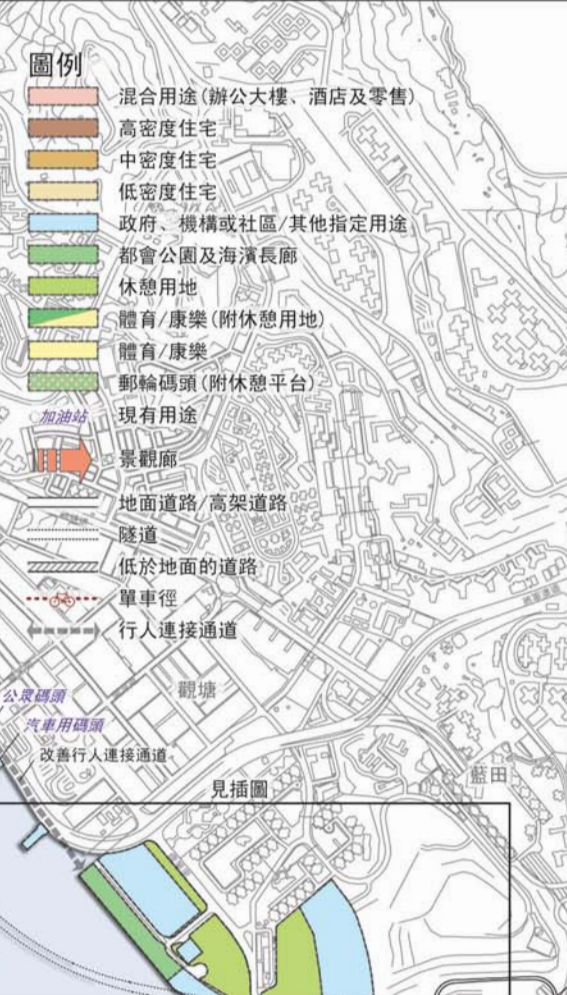 圖例
混合用途(辦公大樓、酒店及零售)
高密度住宅
中密度住宅
低密度住宅
政府、機構或社區/其他指定用途
都會公園及海濱長廊
休憩用地
體育/康樂(附休憩用地)
體育/康樂
郵輪碼頭(附休憩平台)
加油站 現有用途
景觀廊
地面道路/高架道路
隧道
低於地面的道路
單車徑
行人連接通道
觀塘
公眾碼頭
汽車用碼頭
改善行人連接通道
藍田
見插圖